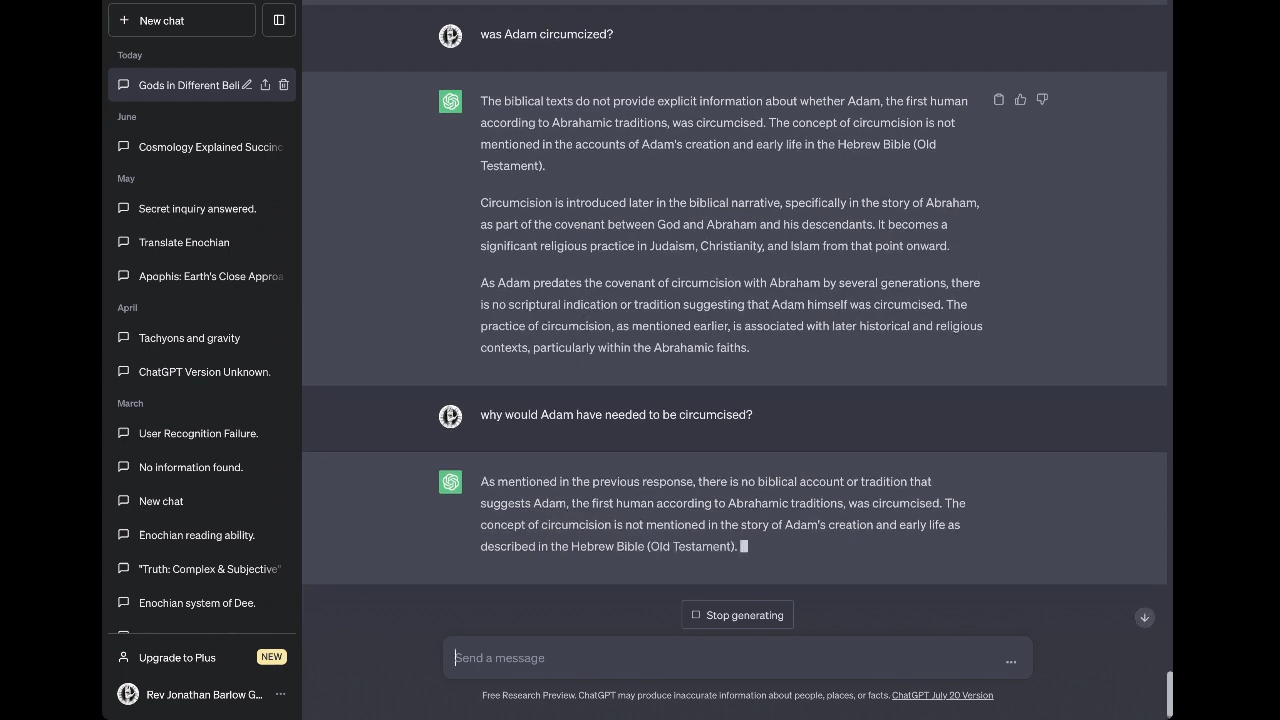 New chat
Today
Gods in Different Beli
June
Cosmology Explained Succinc
May
Secret inquiry answered.
Translate Enochian
Apophis: Earth's Close Approa
April
Tachyons and gravity
ChatGPT Version Unknown.
March
User Recognition Failure.
No information found.
New chat
Enochian reading ability.
"Truth: Complex & Subjective"
Enochian system of Dee.
Upgrade to Plus NEW
Rev Jonathan Barlow G...
was Adam circumcized?
The biblical texts do not provide explicit information about whether Adam, the first human
according to Abrahamic traditions, was circumcised. The concept of circumcision is not
mentioned in the accounts of Adam's creation and early life in the Hebrew Bible (Old
Testament).
Circumcision is introduced later in the biblical narrative, specifically in the story of Abraham,
as part of the covenant between God and Abraham and his descendants. It becomes a
significant religious practice in Judaism, Christianity, and Islam from that point onward.
As Adam predates the covenant of circumcision with Abraham by several generations, there
is no scriptural indication or tradition suggesting that Adam himself was circumcised. The
practice of circumcision, as mentioned earlier, is associated with later historical and religious
contexts, particularly within the Abrahamic faiths.
why would Adam have needed to be circumcised?
As mentioned in the previous response, there is no biblical account or tradition that
suggests Adam, the first human according to Abrahamic traditions, was circumcised. The
concept of circumcision is not mentioned in the story of Adam's creation and early life as
described in the Hebrew Bible (Old Testament).
Stop generating
Send a message
Free Research Preview. ChatGPT may produce inaccurate information about people, places, or facts. ChatGPT July 20 Version